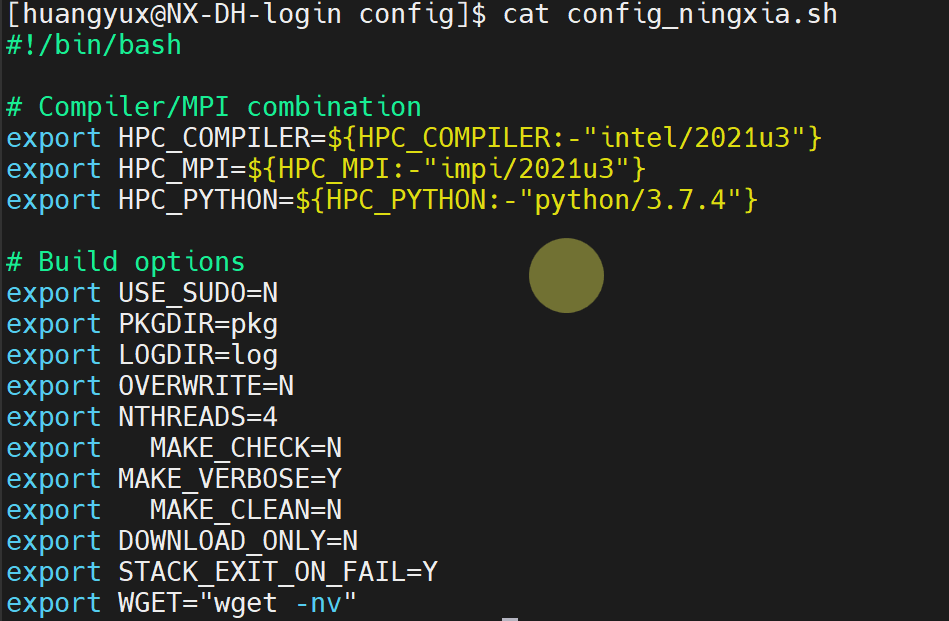 [huangyux@NX-DH-login config]$ cat config_ningxia.sh
#!/bin/bash
# Compiler/MPI combination
export HPC_COMPILER=${HPC_COMPILER:-"intel/2021u3"}
export HPC_MPI=${HPC_MPI:-"impi/2021u3"}
export HPC_PYTHON=${HPC_PYTHON:-"python/3.7.4"}
# Build options
export USE_SUDO=N
export PKGDIR=pkg
export LOGDIR=log
export OVERWRITE=N
export NTHREADS=4
export   MAKE_CHECK=N
export MAKE_VERBOSE=Y
export   MAKE_CLEAN=N
export DOWNLOAD_ONLY=N
export STACK_EXIT_ON_FAIL=Y
export WGET="wget -nv"